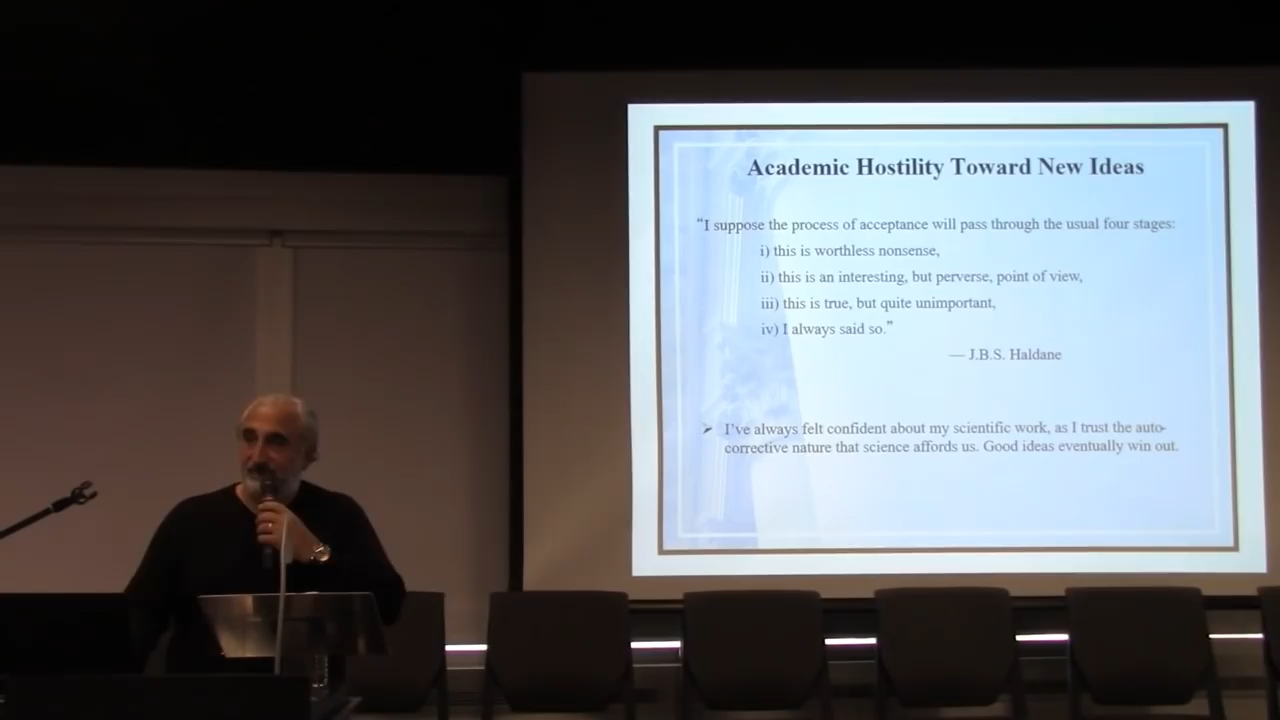 Academic Hostility Toward New Ideas
“I suppose the process of acceptance will pass through the usual four stages:
i) this is worthless nonsense,
ii) this is an interesting, but perverse, point of view,
iii) this is true, but quite unimportant,
iv) I always said so.”
— J.B.S. Haldane
➢ I’ve always felt confident about my scientific work, as I trust the auto-
corrective nature that science affords us. Good ideas eventually win out.